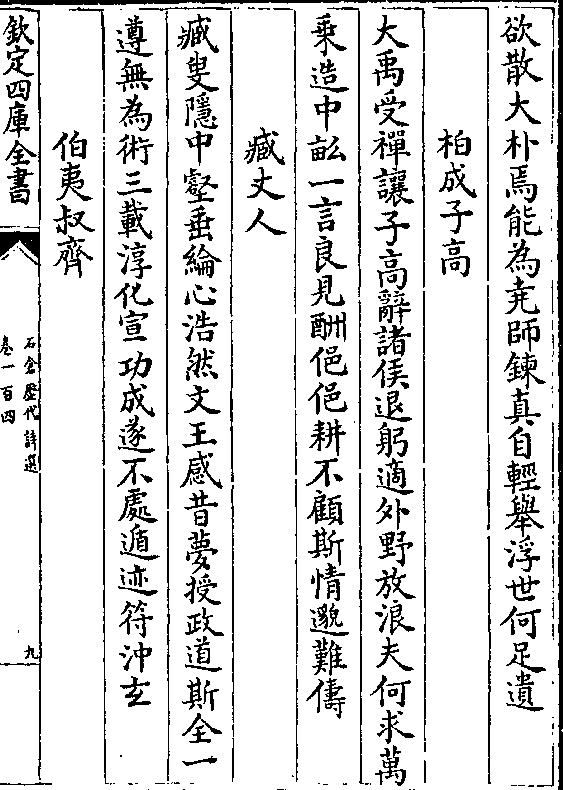 欲散大朴焉能為堯師鍊真自輕舉浮世何足遺
柏成子高
大禹受禪讓子高辭諸侯退躬適外野放浪夫何求萬
乘造中畝一言良見酬俋俋耕不顧斯情邈難儔
臧丈人
臧叟隱中壑垂綸心浩然文王感昔夢授政道斯全一
遵無為術三載淳化宣功成遂不處遁迹符沖玄
伯夷叔齊
欽定四庫全書
石倉歷代詩選
卷一百四
九